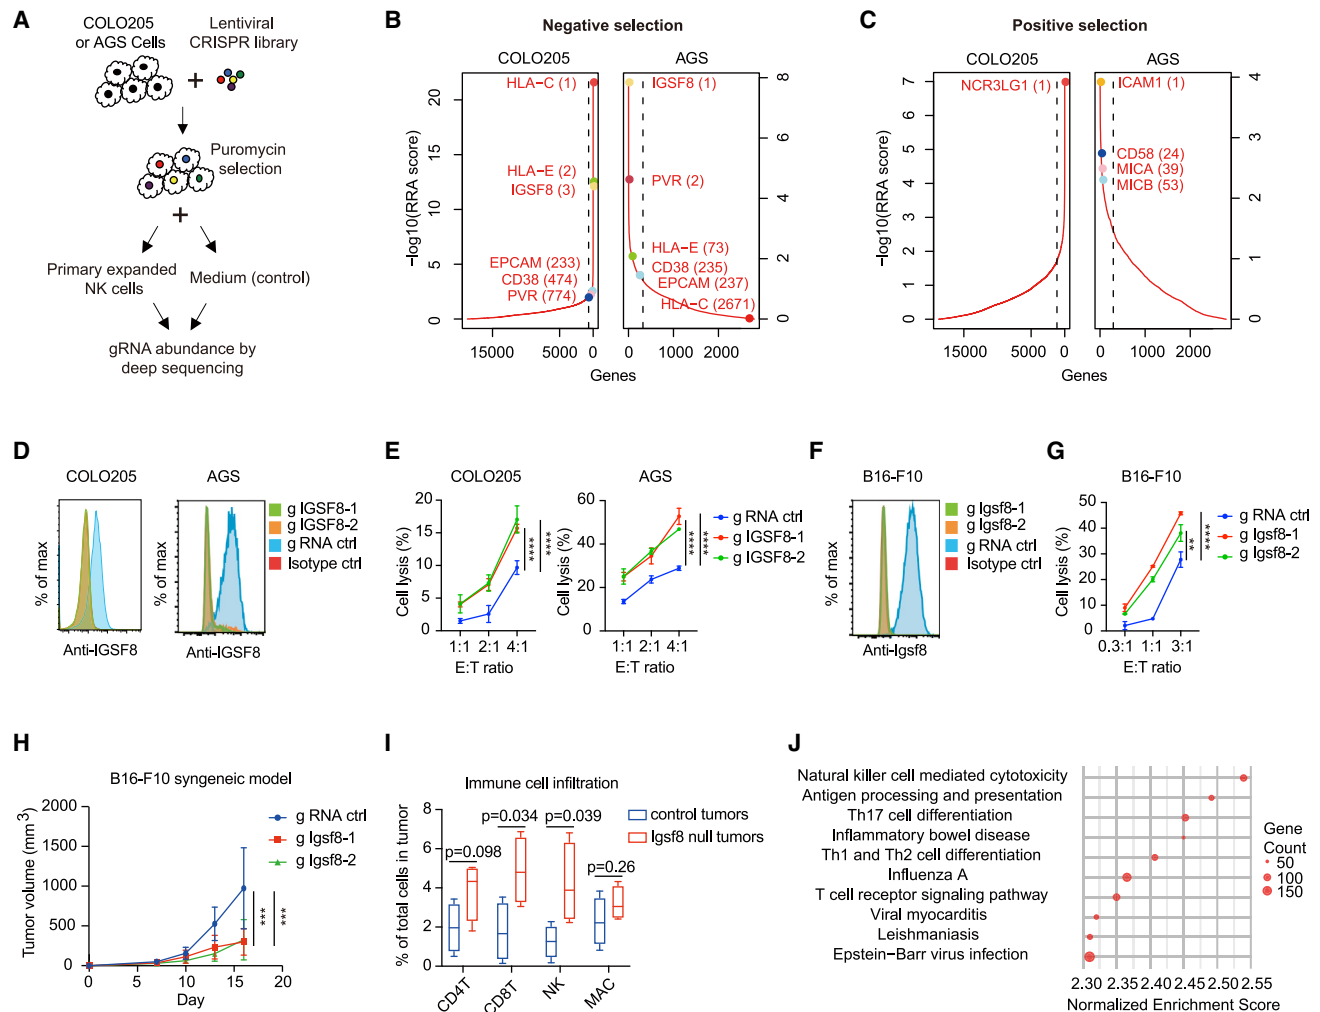 A
COLO205
or AGS Cells
Lentiviral
CRISPR library
+
Puromycin
selection
+
Primary expanded
NK cells
Medium (control)
gRNA abundance by
deep sequencing
B
Negative selection
COLO205
AGS
−log10(RRA score)
20
15
10
5
0
HLA−C (1)
HLA−E (2)
IGSF8 (3)
EPCAM (233)
CD38 (474)
PVR (774)
15000
5000
0
IGSF8 (1)
PVR (2)
HLA−E (73)
CD38 (235)
EPCAM (237)
HLA−C (2671)
8
6
4
2
0
0
1000
2000
Genes
C
Positive selection
COLO205
AGS
−log10(RRA score)
7
6
5
4
3
2
1
0
NCR3LG1 (1)
15000
5000
0
ICAM1 (1)
CD58 (24)
MICA (39)
MICB (53)
4
3
2
1
0
0
1000
2000
Genes
D
COLO205
AGS
% of max
Anti-IGSF8
% of max
Anti-IGSF8
g IGSF8-1
g IGSF8-2
g RNA ctrl
Isotype ctrl
E
COLO205
Cell lysis (%)
20
15
10
5
0
1:1
2:1
4:1
E:T ratio
****
****
AGS
Cell lysis (%)
60
40
20
0
1:1
2:1
4:1
E:T ratio
****
****
g RNA ctrl
g IGSF8-1
g IGSF8-2
F
B16-F10
% of max
Anti-Igsf8
g Igsf8-1
g Igsf8-2
g RNA ctrl
Isotype ctrl
G
B16-F10
Cell lysis (%)
50
40
30
20
10
0
0.3:1
1:1
3:1
E:T ratio
**
****
g RNA ctrl
g Igsf8-1
g Igsf8-2
H
B16-F10 syngeneic model
Tumor volume (mm3)
2000
1500
1000
500
0
0
5
10
15
20
Day
***
***
g RNA ctrl
g Igsf8-1
g Igsf8-2
I
Immune cell infiltration
% of total cells in tumor
8
6
4
2
0
p=0.098
p=0.034
p=0.039
p=0.26
CD4T
CD8T
NK
MAC
control tumors
Igsf8 null tumors
J
Natural killer cell mediated cytotoxicity
Antigen processing and presentation
Th17 cell differentiation
Inflammatory bowel disease
Th1 and Th2 cell differentiation
Influenza A
T cell receptor signaling pathway
Viral myocarditis
Leishmaniasis
Epstein−Barr virus infection
2.30
2.35
2.40
2.45
2.50
2.55
Normalized Enrichment Score
Gene
Count
50
100
150